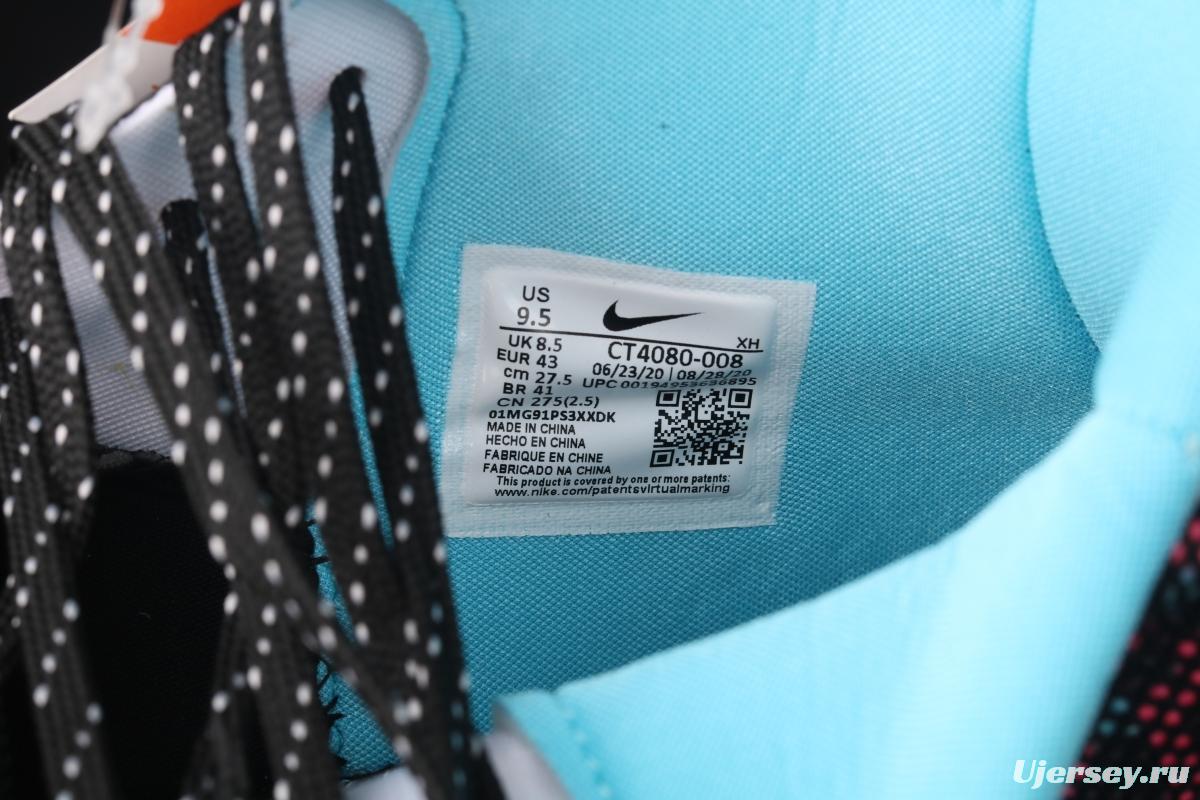 US
9.5
XH
UK 8.5
CT4080-008
EUR 43
06/23/20 | 08/28/20
cm 27.5
UPC 00194953636895
BR 41
CN 275(2.5)
01MG91PS3XXDK
MADE IN CHINA
HECHO EN CHINA
FABRIQUE EN CHINE
FABRICADO NA CHINA
This product is covered by one or more patents:
www.nike.com/patentsvirtualmarking
Ujersey.ru